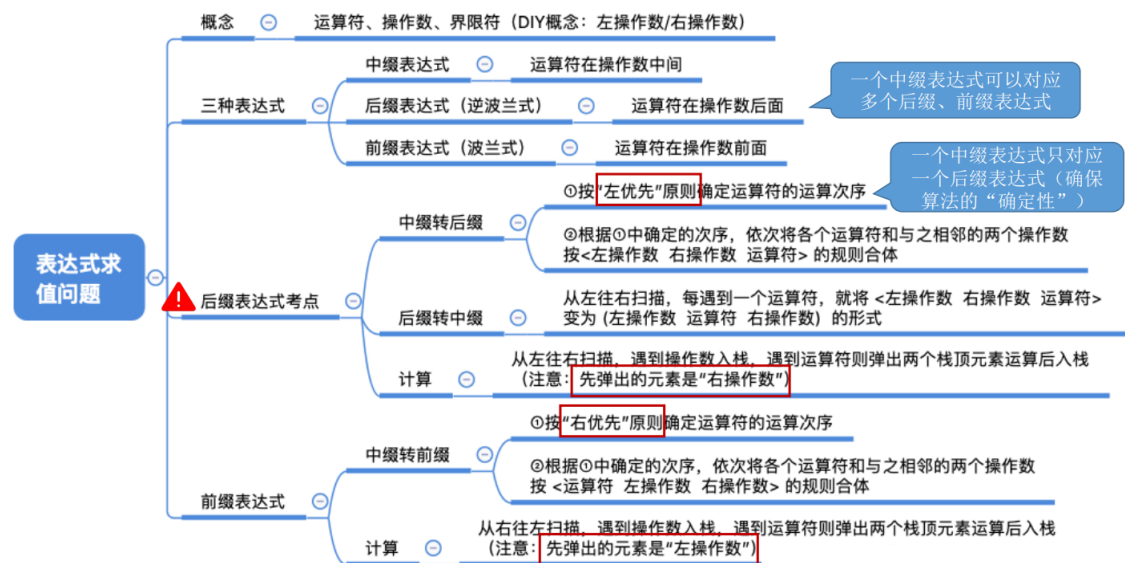 概念
运算符、操作数、界限符（DIY概念：左操作数/右操作数）
三种表达式
中缀表达式
运算符在操作数中间
后缀表达式（逆波兰式）
运算符在操作数后面
前缀表达式（波兰式）
运算符在操作数前面
一个中缀表达式可以对应
多个后缀、前缀表达式
表达式求
值问题
后缀表达式考点
中缀转后缀
①按“左优先”原则确定运算符的运算次序
一个中缀表达式只对应
一个后缀表达式（确保
算法的“确定性”）
②根据①中确定的次序，依次将各个运算符和与之相邻的两个操作数
按<左操作数 右操作数 运算符> 的规则合体
后缀转中缀
从左往右扫描，每遇到一个运算符，就将 <左操作数 右操作数 运算符>
变为 (左操作数 运算符 右操作数) 的形式
计算
从左往右扫描，遇到操作数入栈，遇到运算符则弹出两个栈顶元素运算后入栈
（注意：先弹出的元素是“右操作数”）
前缀表达式
中缀转前缀
①按“右优先”原则确定运算符的运算次序
②根据①中确定的次序，依次将各个运算符和与之相邻的两个操作数
按 <运算符 左操作数 右操作数> 的规则合体
计算
从右往左扫描，遇到操作数入栈，遇到运算符则弹出两个栈顶元素运算后入栈
（注意：先弹出的元素是“左操作数”）